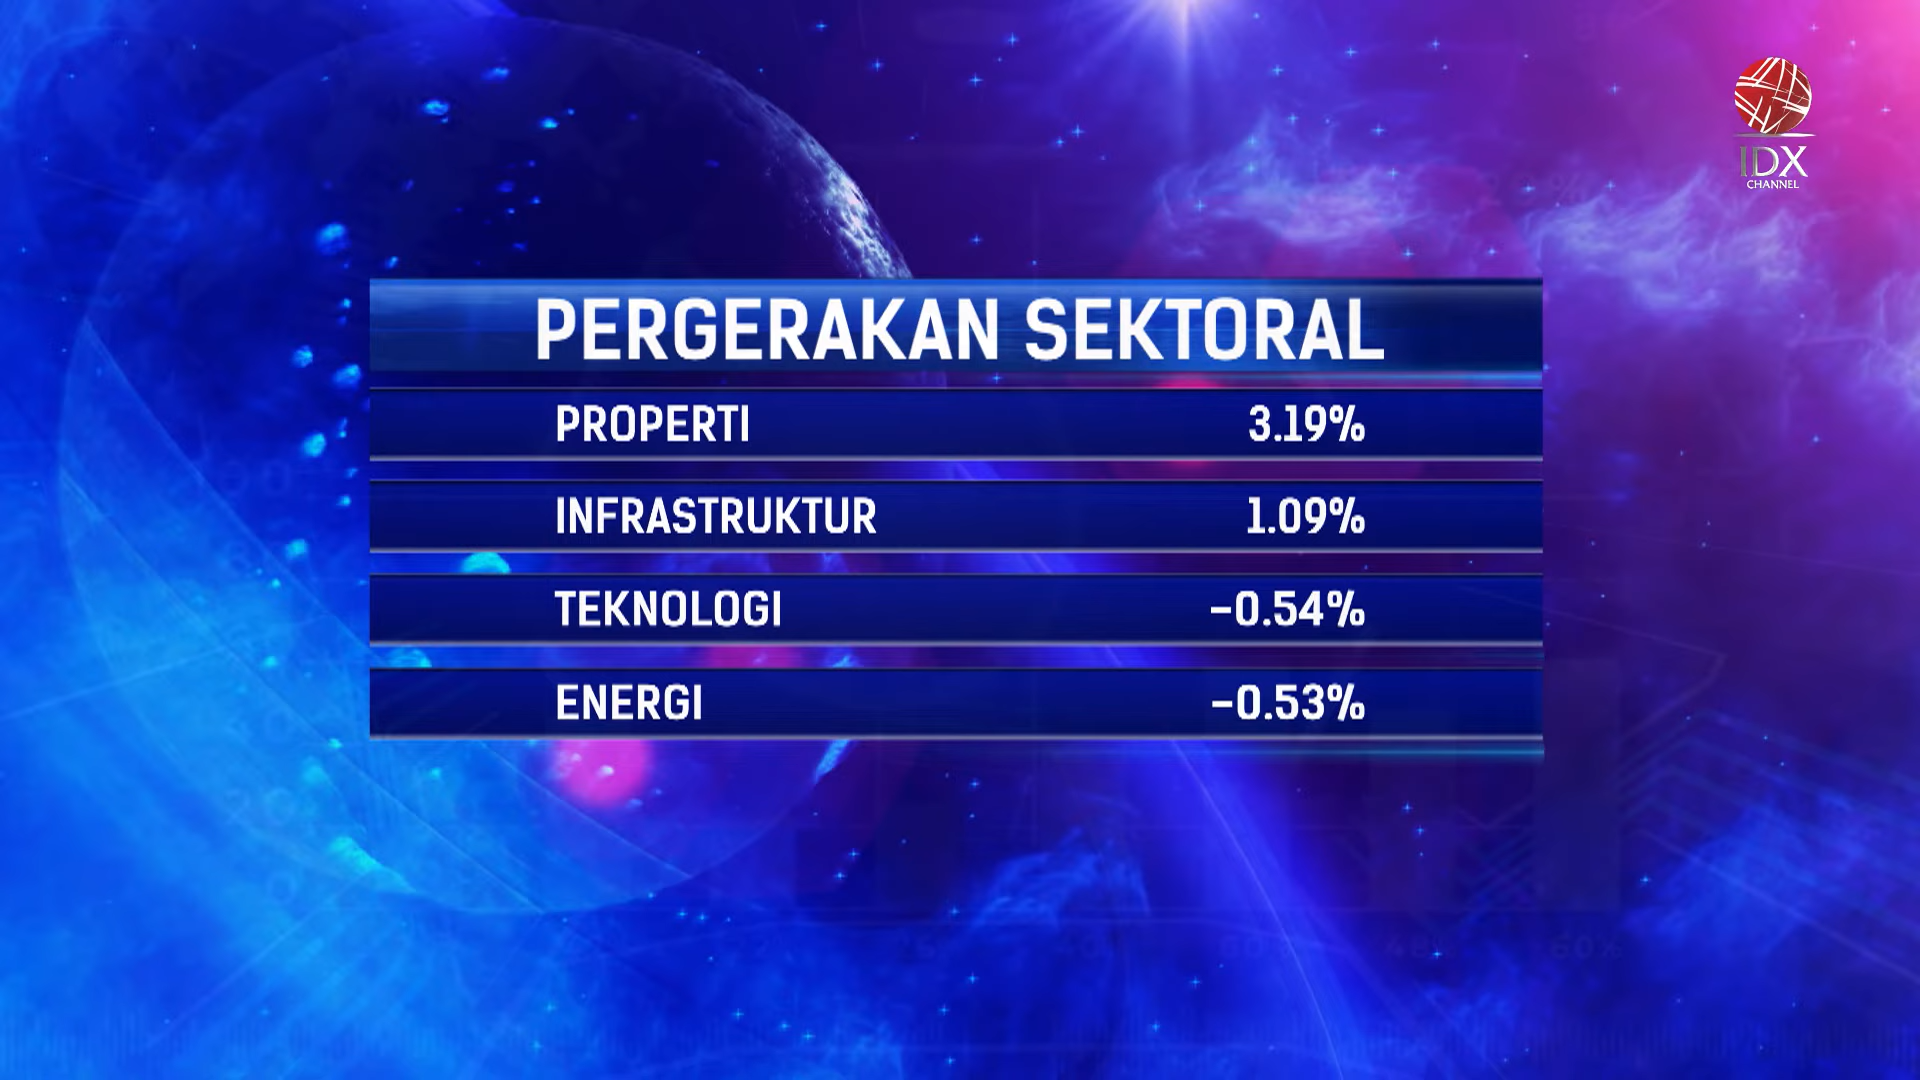 IDX
CHANNEL
PERGERAKAN SEKTORAL
PROPERTI 3.19%
INFRASTRUKTUR 1.09%
TEKNOLOGI -0.54%
ENERGI -0.53%